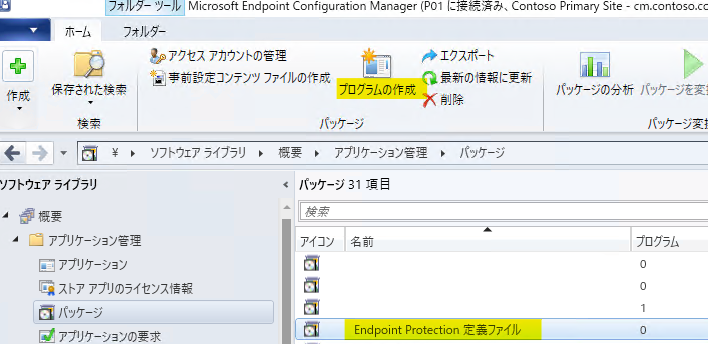 フォルダー ツール
Microsoft Endpoint Configuration Manager (P01 に接続済み、Contoso Primary Site - cm.contoso.co
ホーム
フォルダー
作成
保存された検索
検索
アクセス アカウントの管理
事前設定コンテンツ ファイルの作成
プログラムの作成
エクスポート
最新の情報に更新
削除
パッケージ
パッケージの分析
パッケージを変
パッケージ変
¥ ソフトウェア ライブラリ 概要 アプリケーション管理 パッケージ
ソフトウェア ライブラリ
概要
アプリケーション管理
アプリケーション
ストア アプリのライセンス情報
パッケージ
アプリケーションの要求
パッケージ 31 項目
検索
アイコン 名前 プログラム
0
0
1
Endpoint Protection 定義ファイル 0